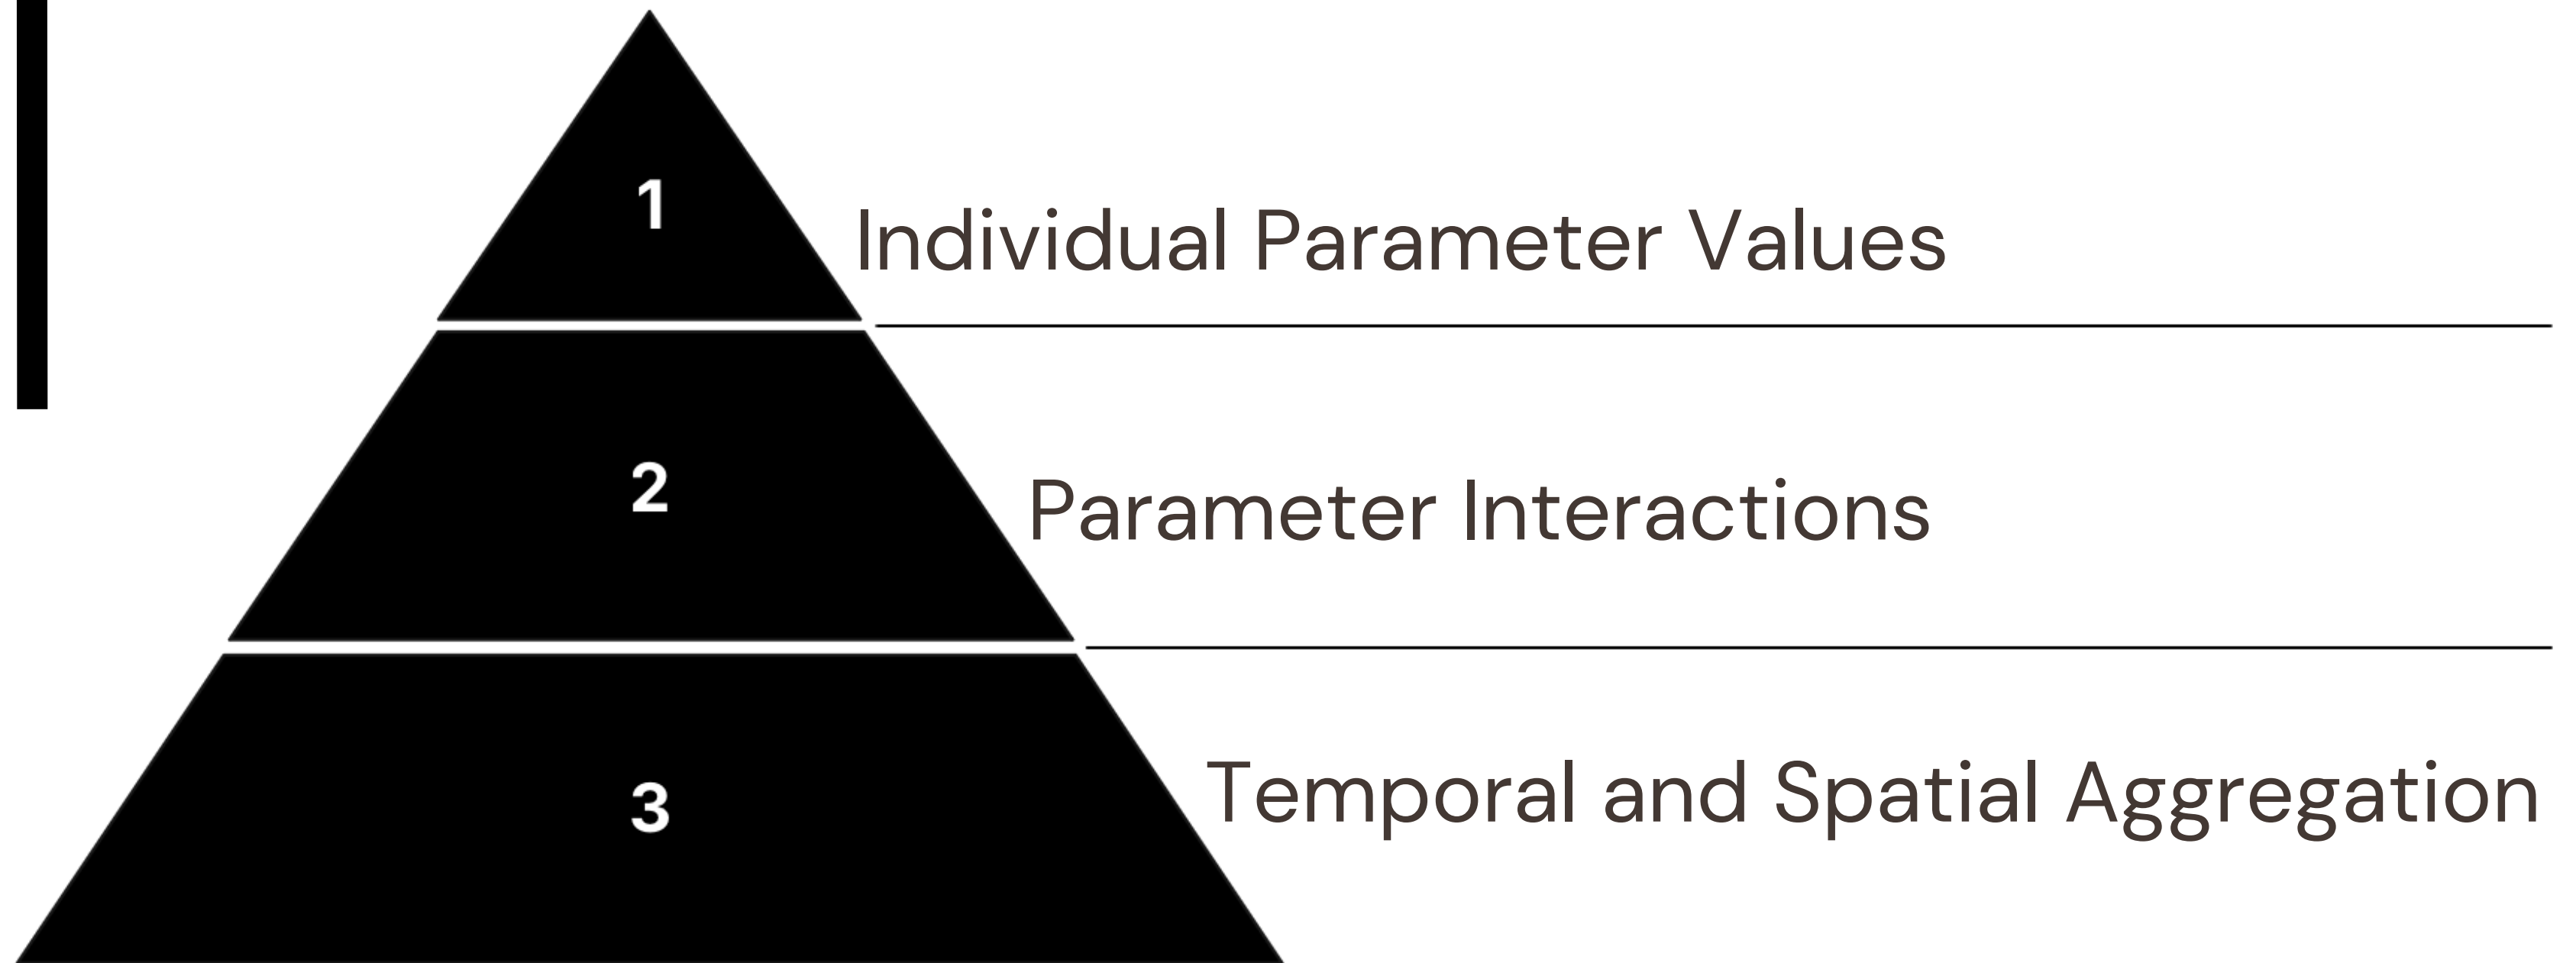 1
Individual Parameter Values
2
Parameter Interactions
3
Temporal and Spatial Aggregation